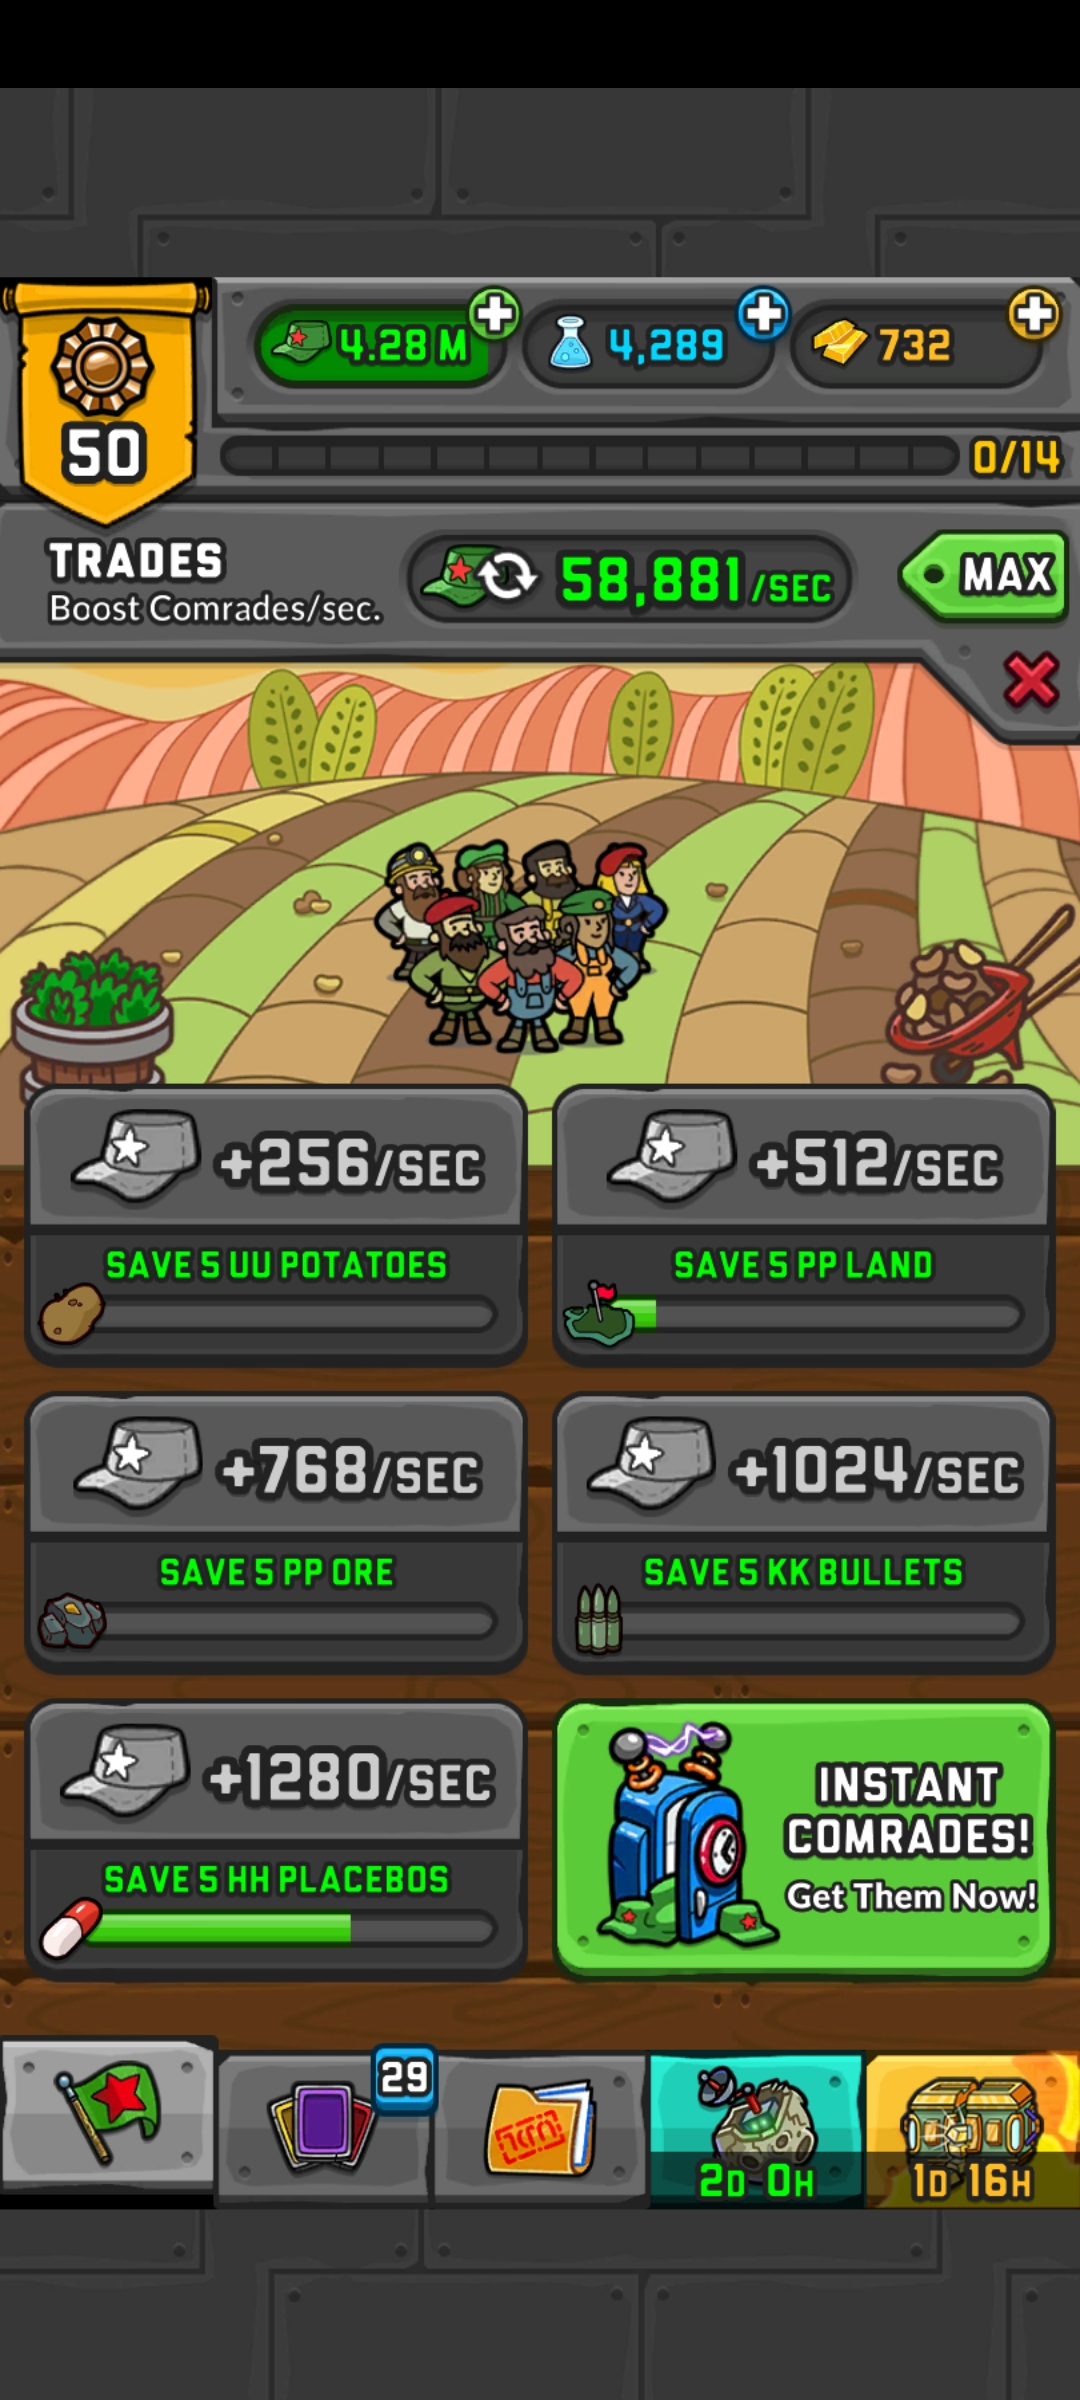 4.28 M
4,289
732
50
0/14
TRADES
Boost Comrades/sec.
58,881/SEC
MAX
+256/SEC
SAVE 5 UU POTATOES
+512/SEC
SAVE 5 PP LAND
+768/SEC
SAVE 5 PP ORE
+1024/SEC
SAVE 5 KK BULLETS
+1280/SEC
SAVE 5 HH PLACEBOS
INSTANT
COMRADES!
Get Them Now!
29
2D 0H
1D 16H